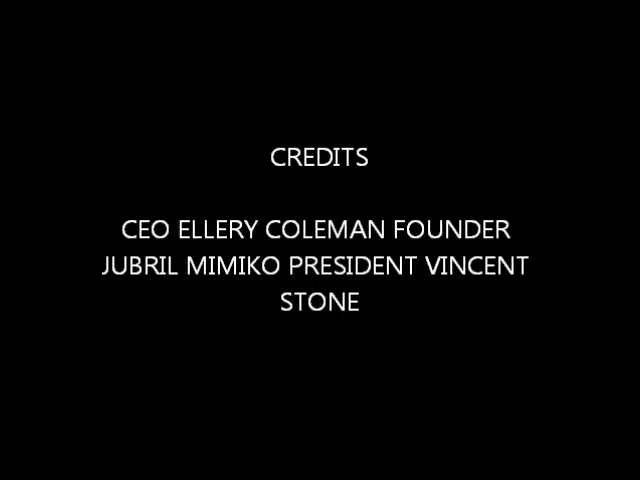 CREDITS
CEO ELLERY COLEMAN FOUNDER
JUBRIL MIMIKO PRESIDENT VINCENT
STONE